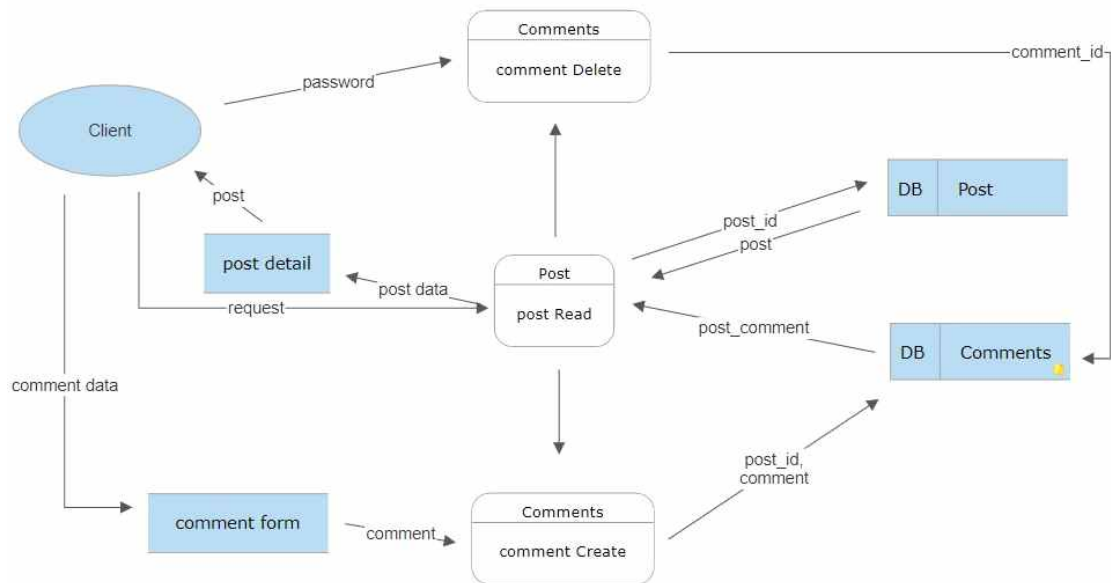 Comments
comment Delete
comment_id
password
Client
post
DB
Post
post_id
post
post detail
Post
post data
post Read
request
post_comment
DB
Comments
comment data
post_id,
comment
comment form
comment
Comments
comment Create